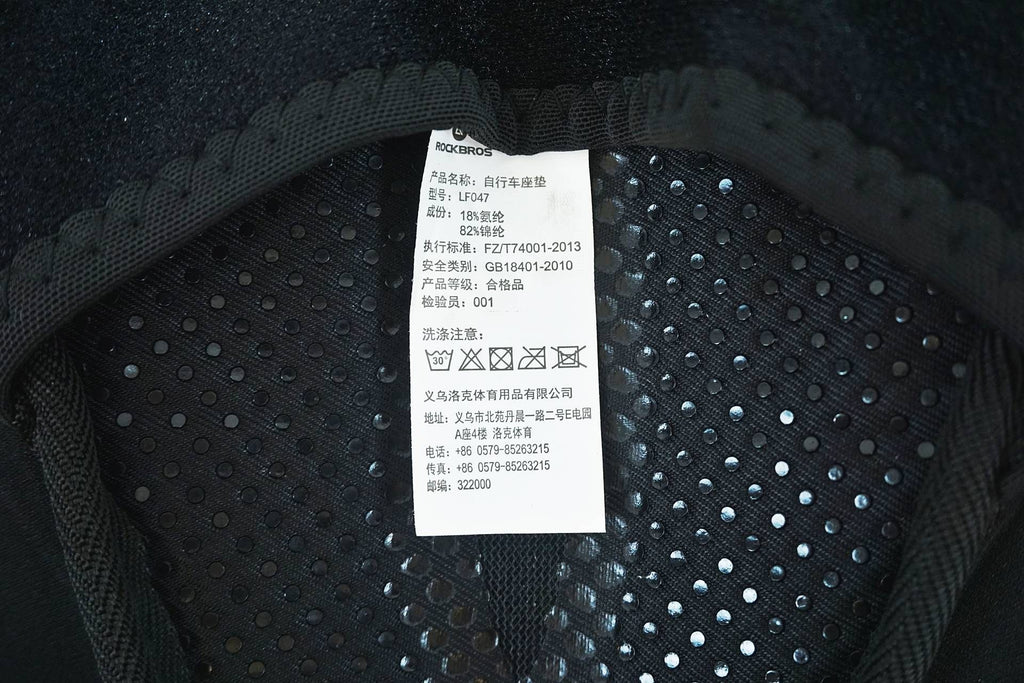 ROCKBROS
产品名称：自行车座垫
型号：LF047
成份：18%氨纶
82%锦纶
执行标准：FZ/T74001-2013
安全类别：GB18401-2010
产品等级：合格品
检验员：001
洗涤注意：
30°
义乌洛克体育用品有限公司
地址：义乌市北苑丹晨一路二号E电园
A座4楼 洛克体育
电话：+86 0579-85263215
传真：+86 0579-85263215
邮编：322000